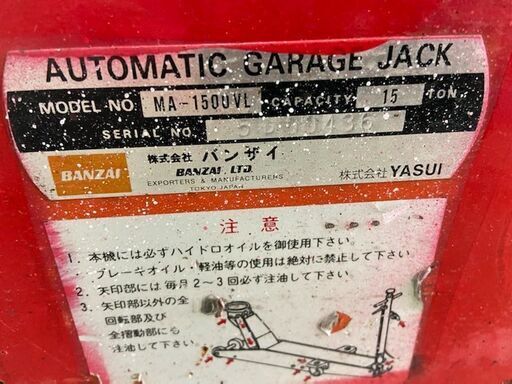 AUTOMATIC GARAGE JACK
MODEL NO. MA-1500VL CAPACITY 15 TON
SERIAL NO.
BANZAI 株式会社 バンザイ
BANZAI, LTD.
EXPORTERS & MANUFACTURERS
TOKYO JAPAN
株式会社 YASUI
注意
1. 本機には必ずハイドロオイルを御使用下さい。
ブレーキオイル・軽油等の使用は絶対に禁じます。
2. 矢印部には毎月2〜3回必ず注油して下さい。
3. 矢印部以外の全
回転部及び
全摺動部にも
注油して下さい